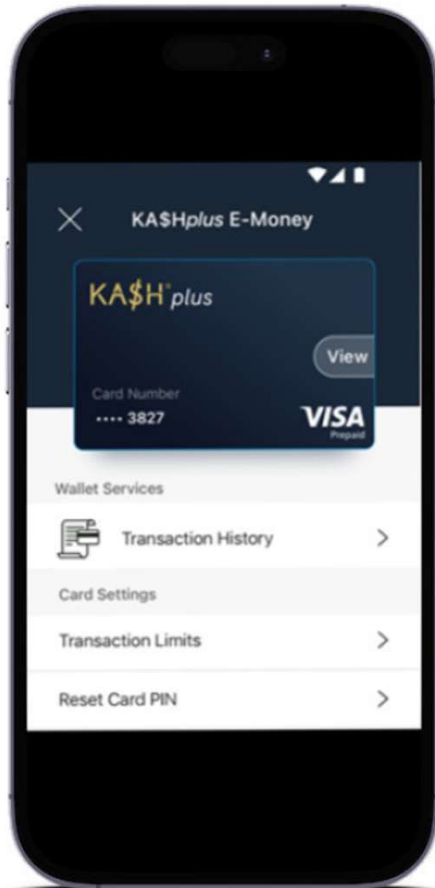 KA$Hplus E-Money
KA$H plus
View
Card Number
•••• 3827
VISA
Prepaid
Wallet Services
Transaction History
Card Settings
Transaction Limits
Reset Card PIN